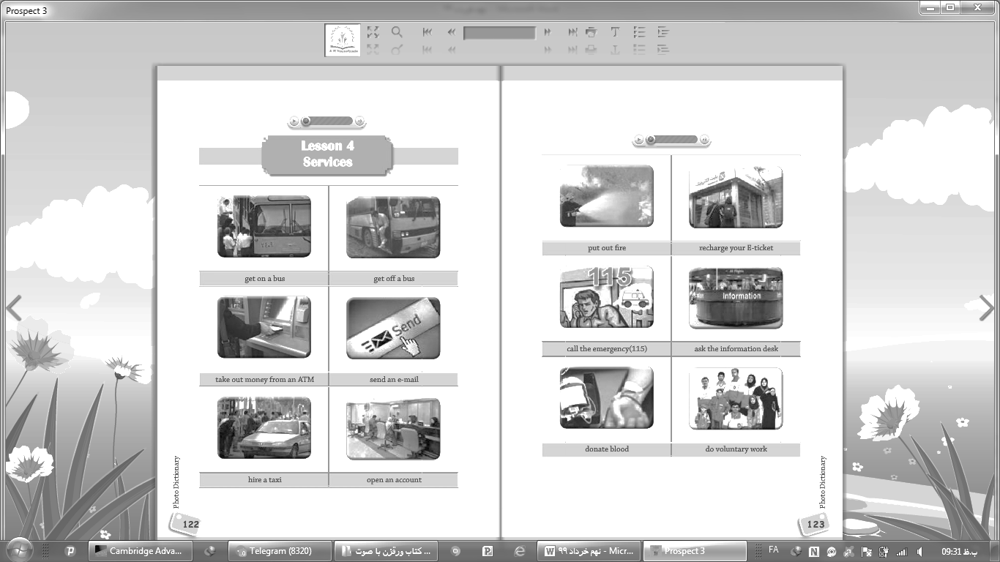 Prospect 3
Lesson 4
Services
get on a bus
get off a bus
take out money from an ATM
Send
send an e-mail
hire a taxi
open an account
Photo Dictionary
122
put out fire
recharge your E-ticket
115
Information
call the emergency(115)
ask the information desk
donate blood
do voluntary work
Photo Dictionary
123
Cambridge Adva...
Telegram (8320)
کتاب ورقزن با صوت ...
نهم خرداد ۹۹ - Micr...
Prospect 3
FA
09:31 ب.ظ